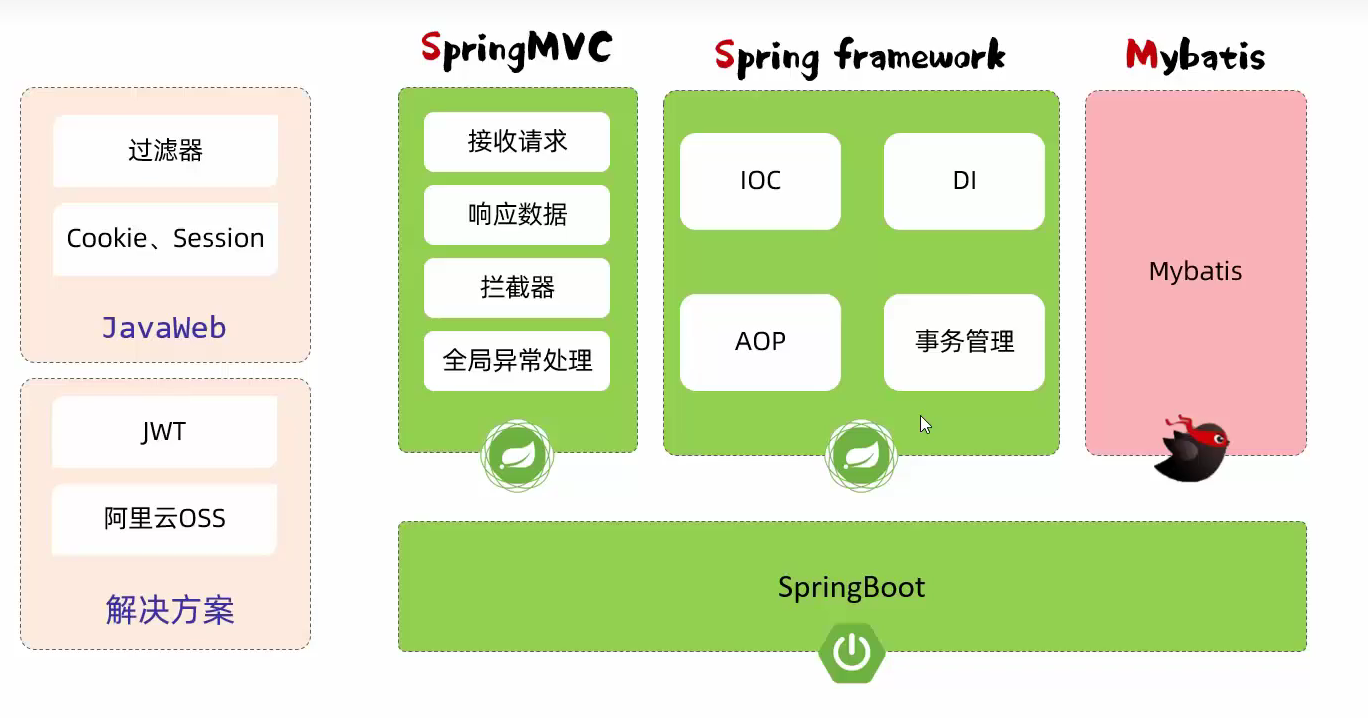 SpringMVC
Spring framework
Mybatis
过滤器
Cookie、Session
JavaWeb
JWT
阿里云OSS
解决方案
接收请求
响应数据
拦截器
全局异常处理
IOC
DI
AOP
事务管理
Mybatis
SpringBoot